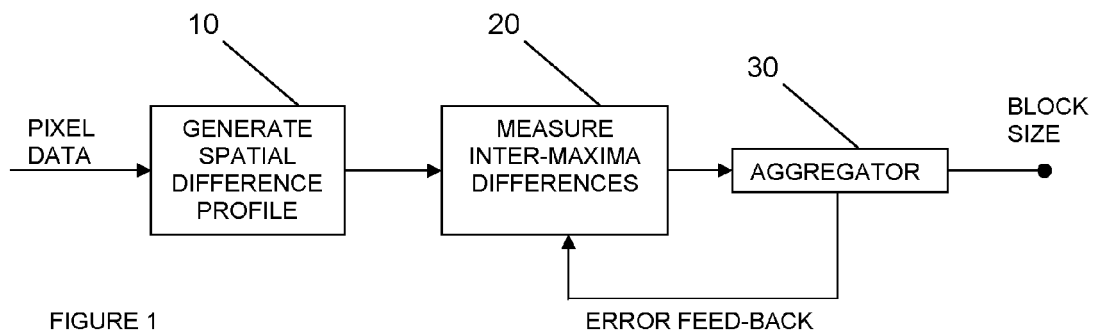 10
20
30
PIXEL
DATA
GENERATE
SPATIAL
DIFFERENCE
PROFILE
MEASURE
INTER-MAXIMA
DIFFERENCES
AGGREGATOR
BLOCK
SIZE
FIGURE 1
ERROR FEED-BACK